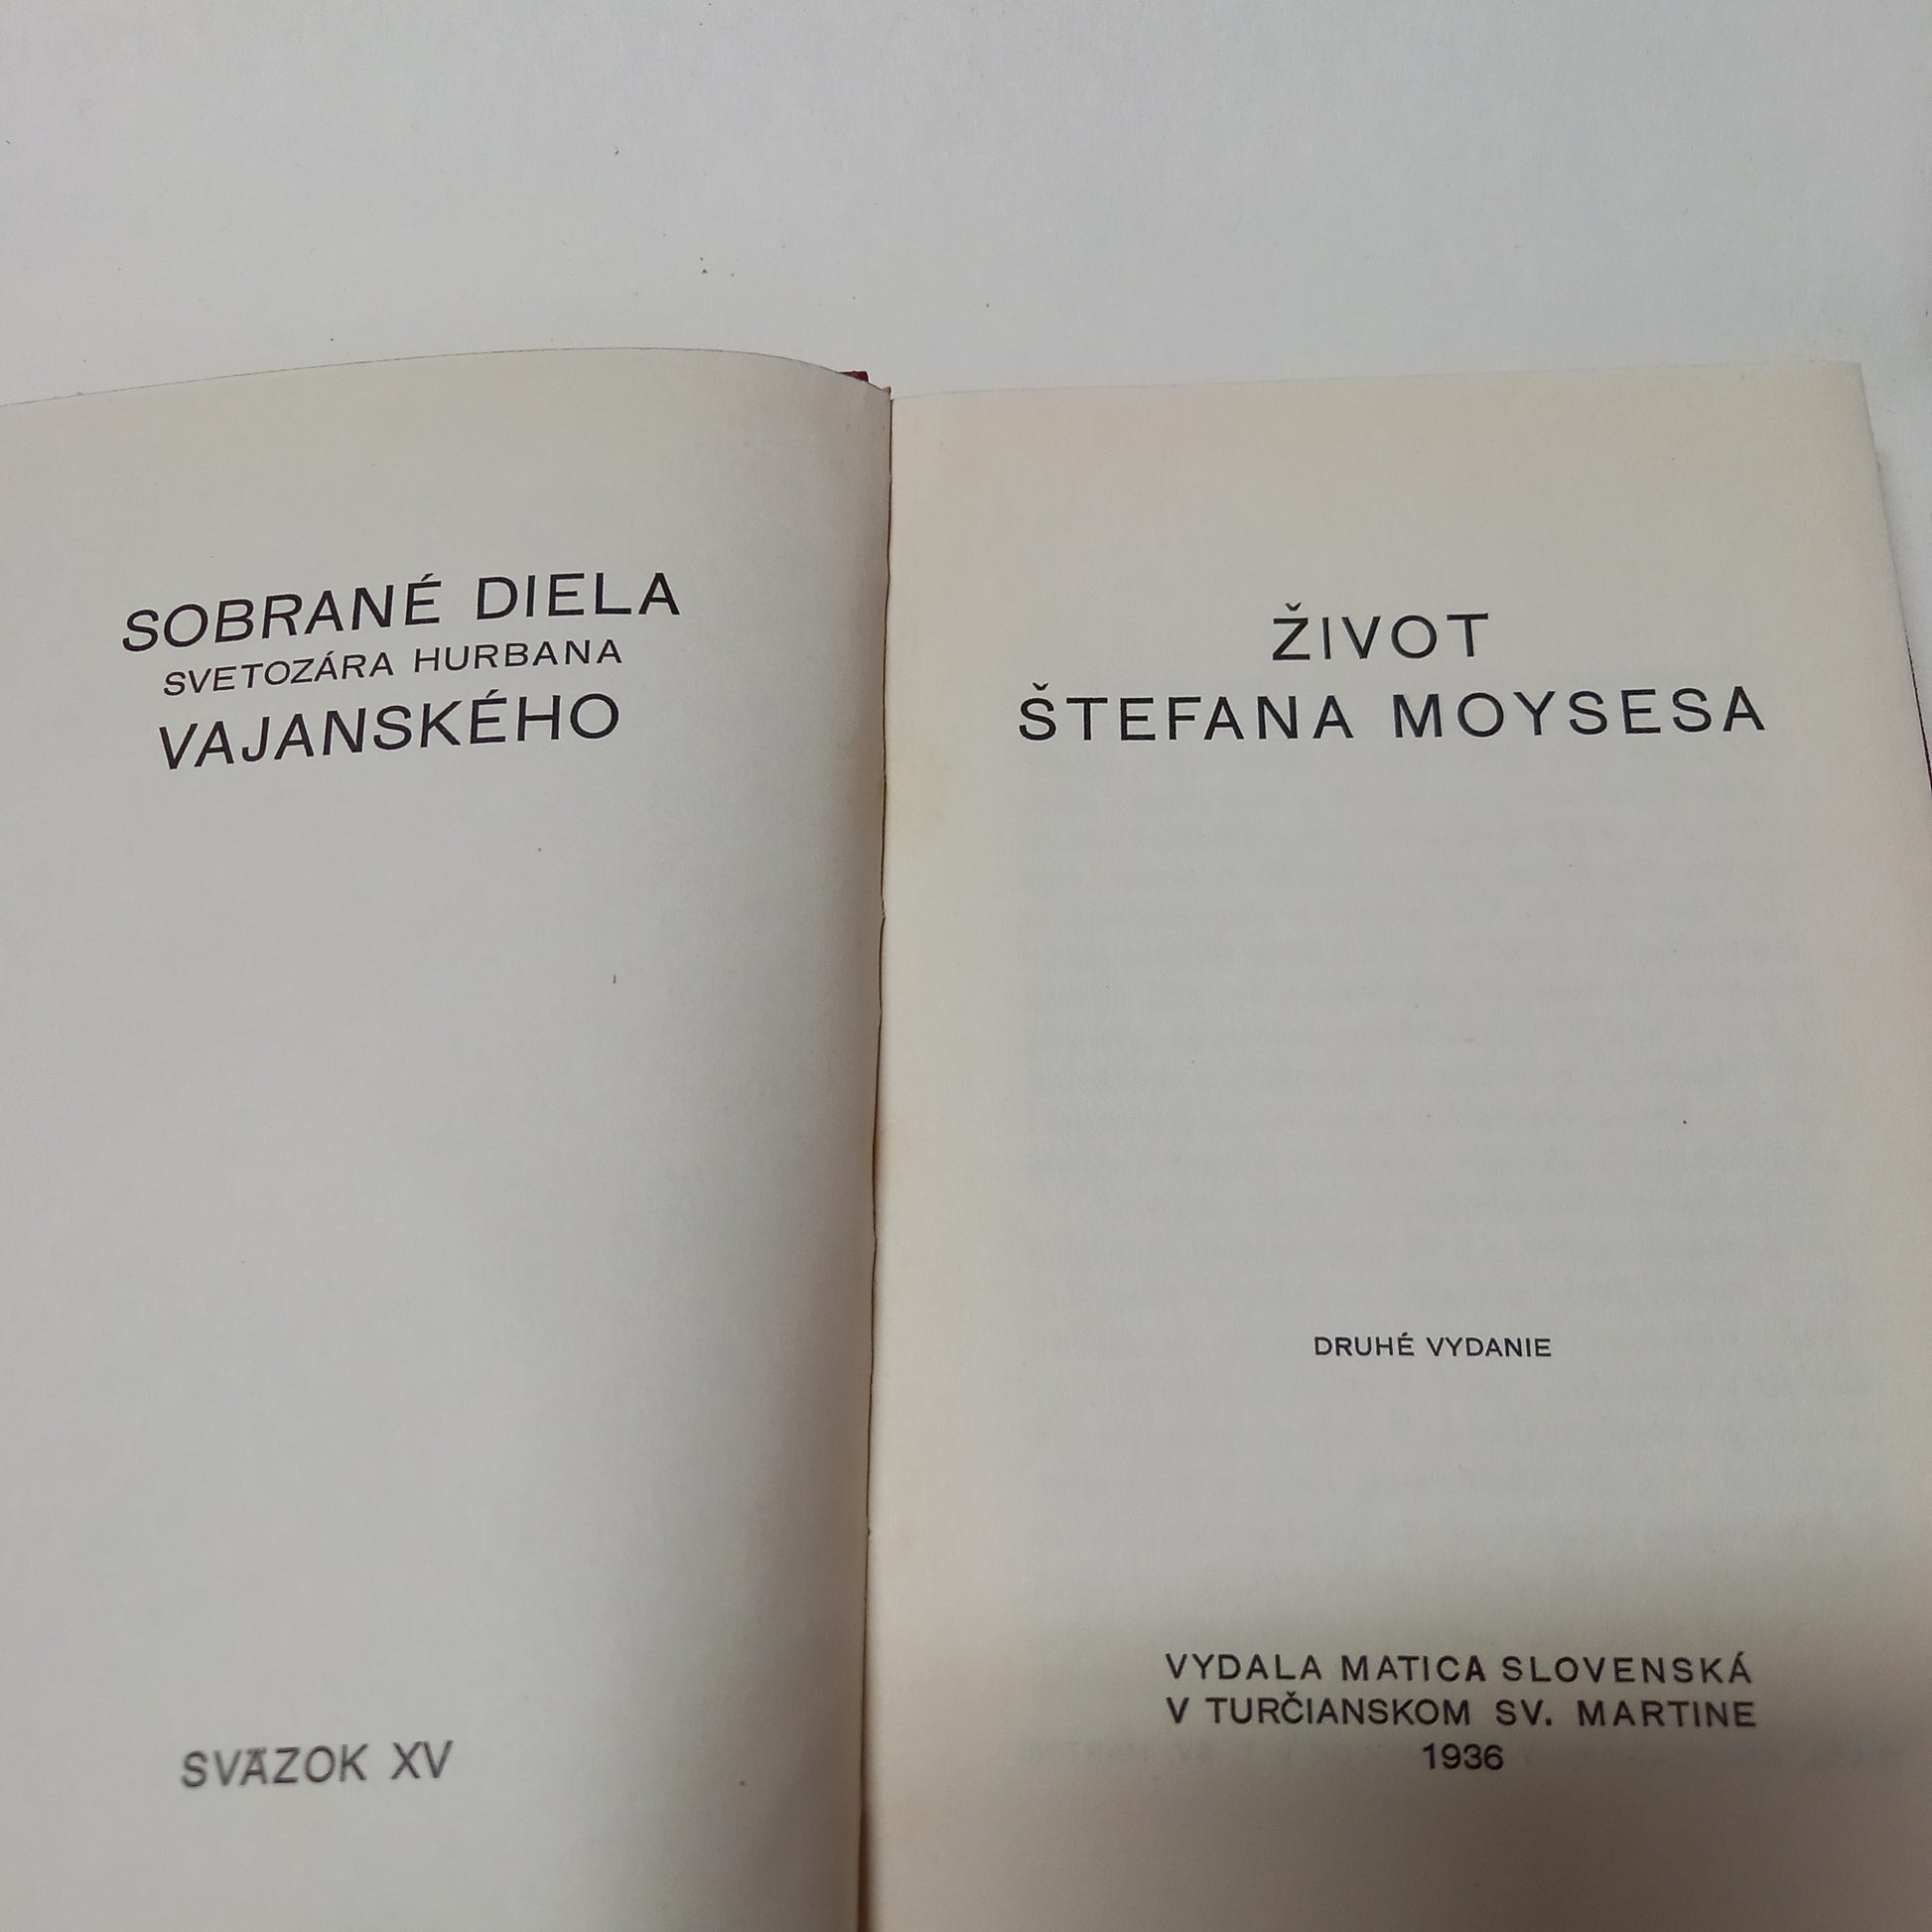 SOBRANÉ DIELA
SVETOZÁRA HURBANA
VAJANSKÉHO
SVÄZOK XV
ŽIVOT
ŠTEFANA MOYSESA
DRUHÉ VYDANIE
VYDALA MATICA SLOVENSKÁ
V TURČIANSKOM SV. MARTINE
1936